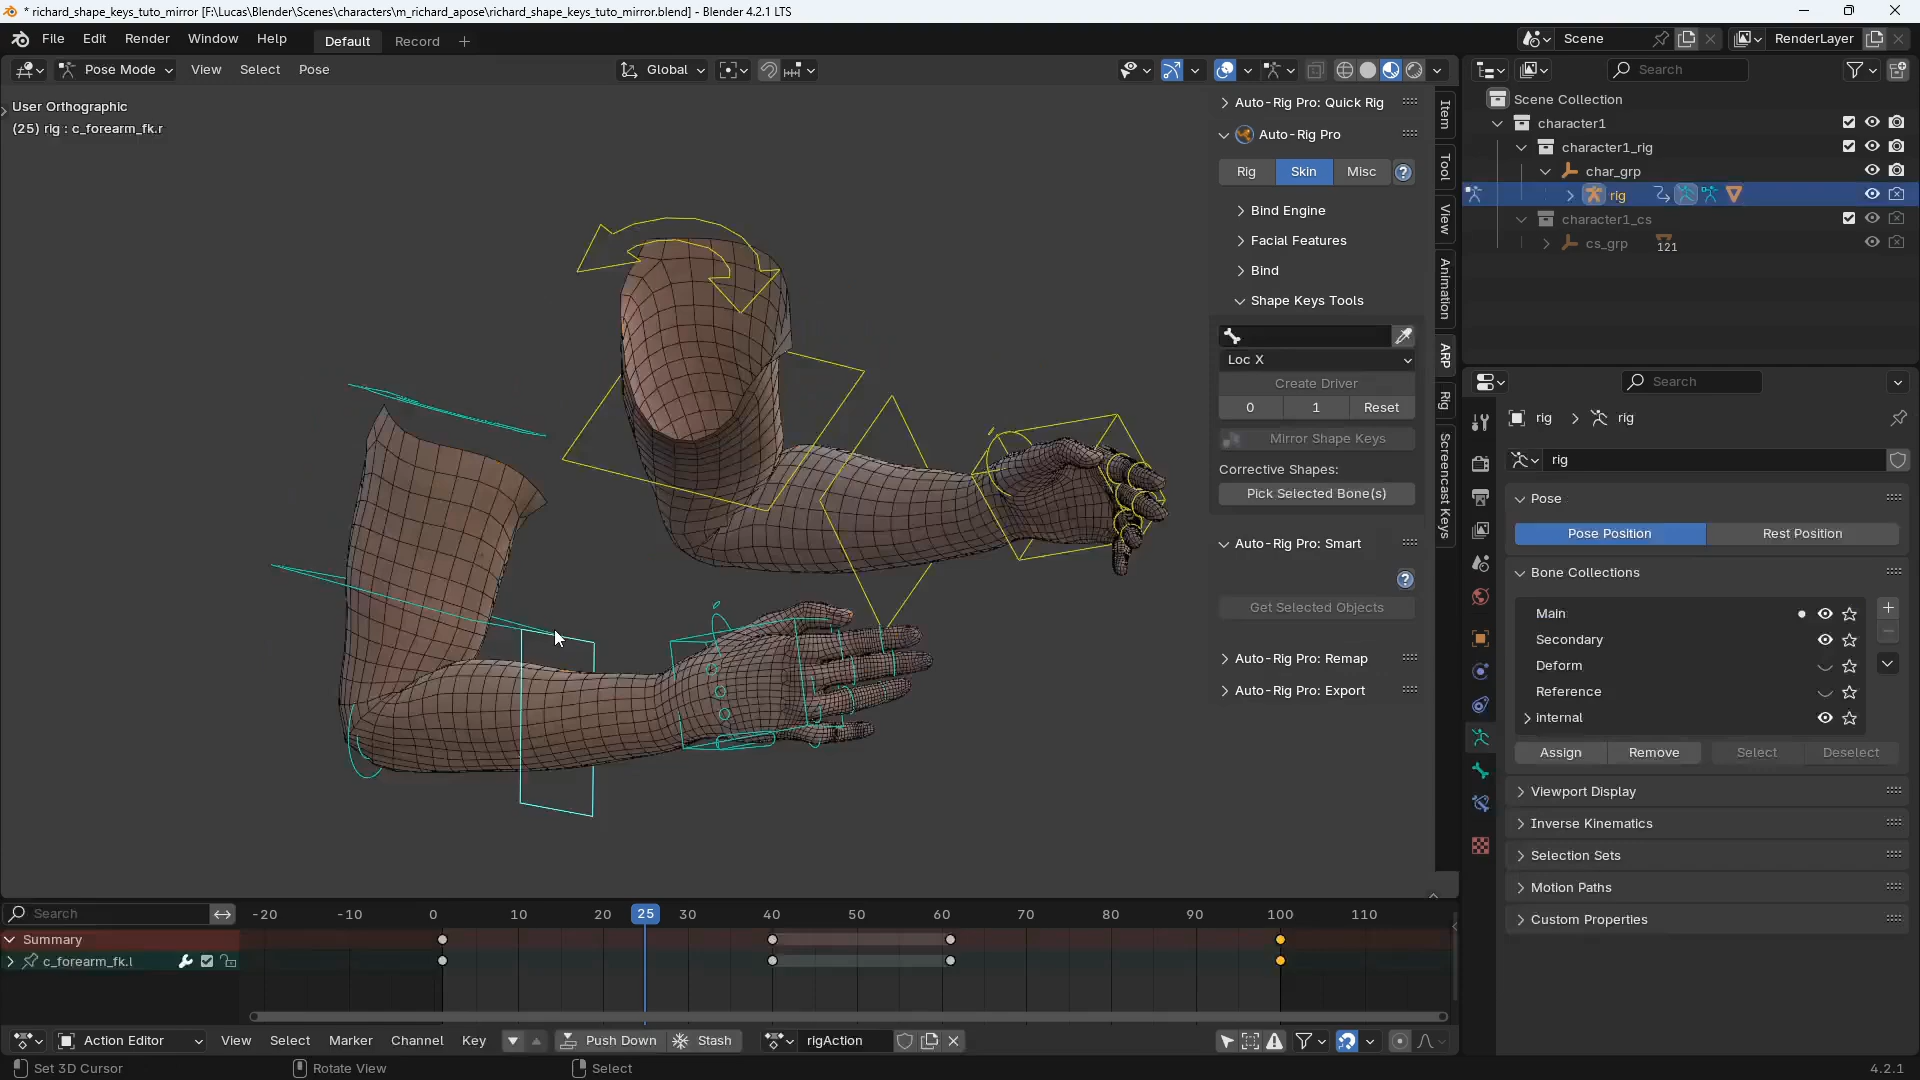 * richard_shape_keys_tuto_mirror [F:\Lucas\Blender\Scenes\characters\m_richard_apose\richard_shape_keys_tuto_mirror.blend] - Blender 4.2.1 LTS
File Edit Render Window Help Default Record Scene RenderLayer
Pose Mode View Select Pose Global Search
User Orthographic
(25) rig : c_forearm_fk.r
Auto-Rig Pro: Quick Rig
Auto-Rig Pro
Rig Skin Misc ?
Bind Engine
Facial Features
Bind
Shape Keys Tools
Loc X
Create Driver
0 1 Reset
Mirror Shape Keys
Corrective Shapes:
Pick Selected Bone(s)
Auto-Rig Pro: Smart
?
Get Selected Objects
Auto-Rig Pro: Remap
Auto-Rig Pro: Export
Item
Tool
View
Animation
ARP
Rig
Screencast Keys
Scene Collection
character1
character1_rig
char_grp
rig
character1_cs
cs_grp 121
Search
rig rig
rig
Pose
Pose Position Rest Position
Bone Collections
Main
Secondary
Deform
Reference
internal
Assign Remove Select Deselect
Viewport Display
Inverse Kinematics
Selection Sets
Motion Paths
Custom Properties
Search -20 -10 0 10 20 25 30 40 50 60 70 80 90 100 110
Summary
c_forearm_fk.l
Action Editor View Select Marker Channel Key Push Down Stash rigAction
Set 3D Cursor Rotate View Select 4.2.1